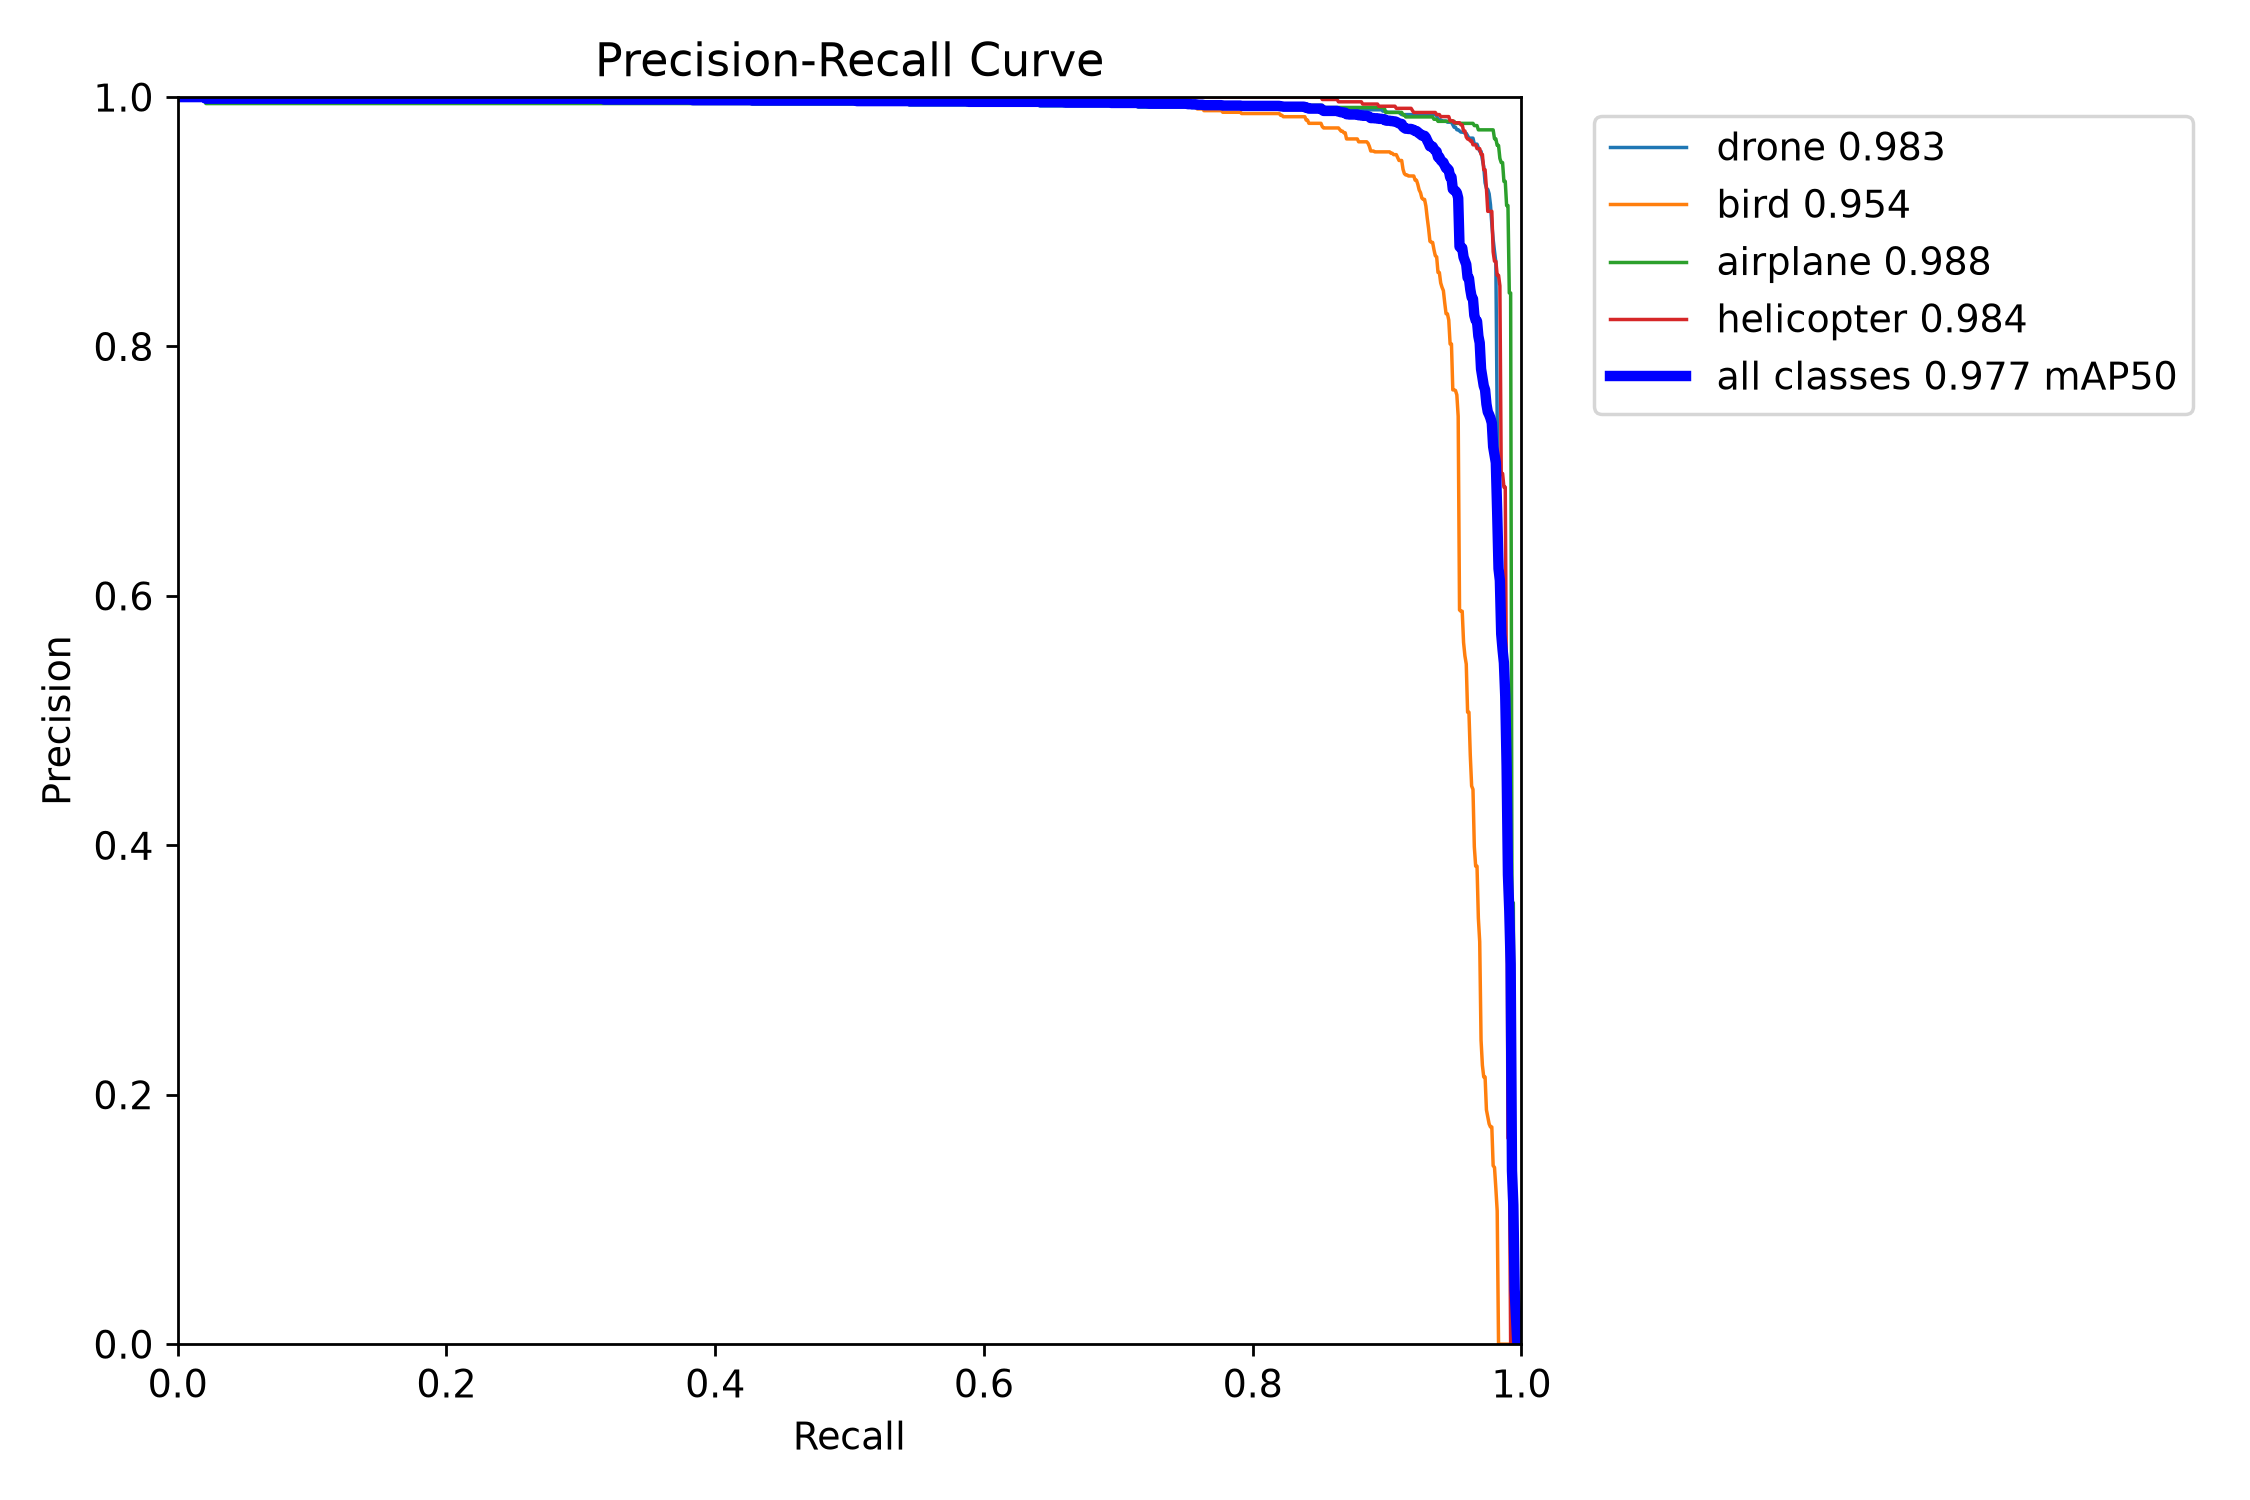 Precision-Recall Curve
1.0
0.8
0.6
0.4
0.2
0.0
Precision
0.0 0.2 0.4 0.6 0.8 1.0
Recall
drone 0.983
bird 0.954
airplane 0.988
helicopter 0.984
all classes 0.977 mAP50